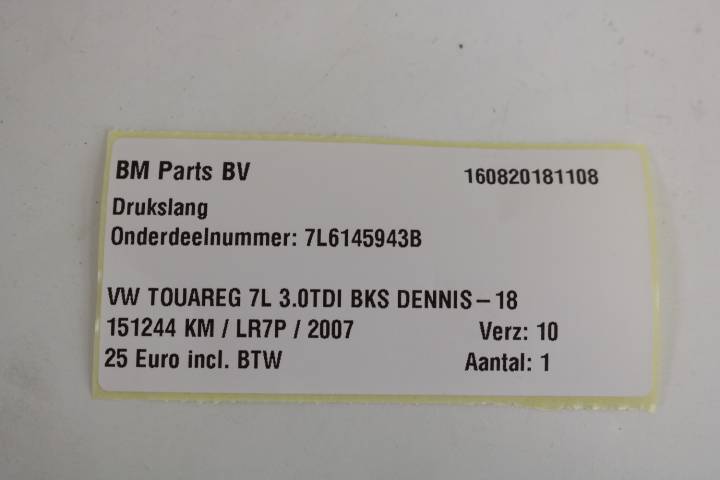 BM Parts BV 160820181108
Drukslang
Onderdeelnummer: 7L6145943B
VW TOUAREG 7L 3.0TDI BKS DENNIS – 18
151244 KM / LR7P / 2007 Verz: 10
25 Euro incl. BTW Aantal: 1